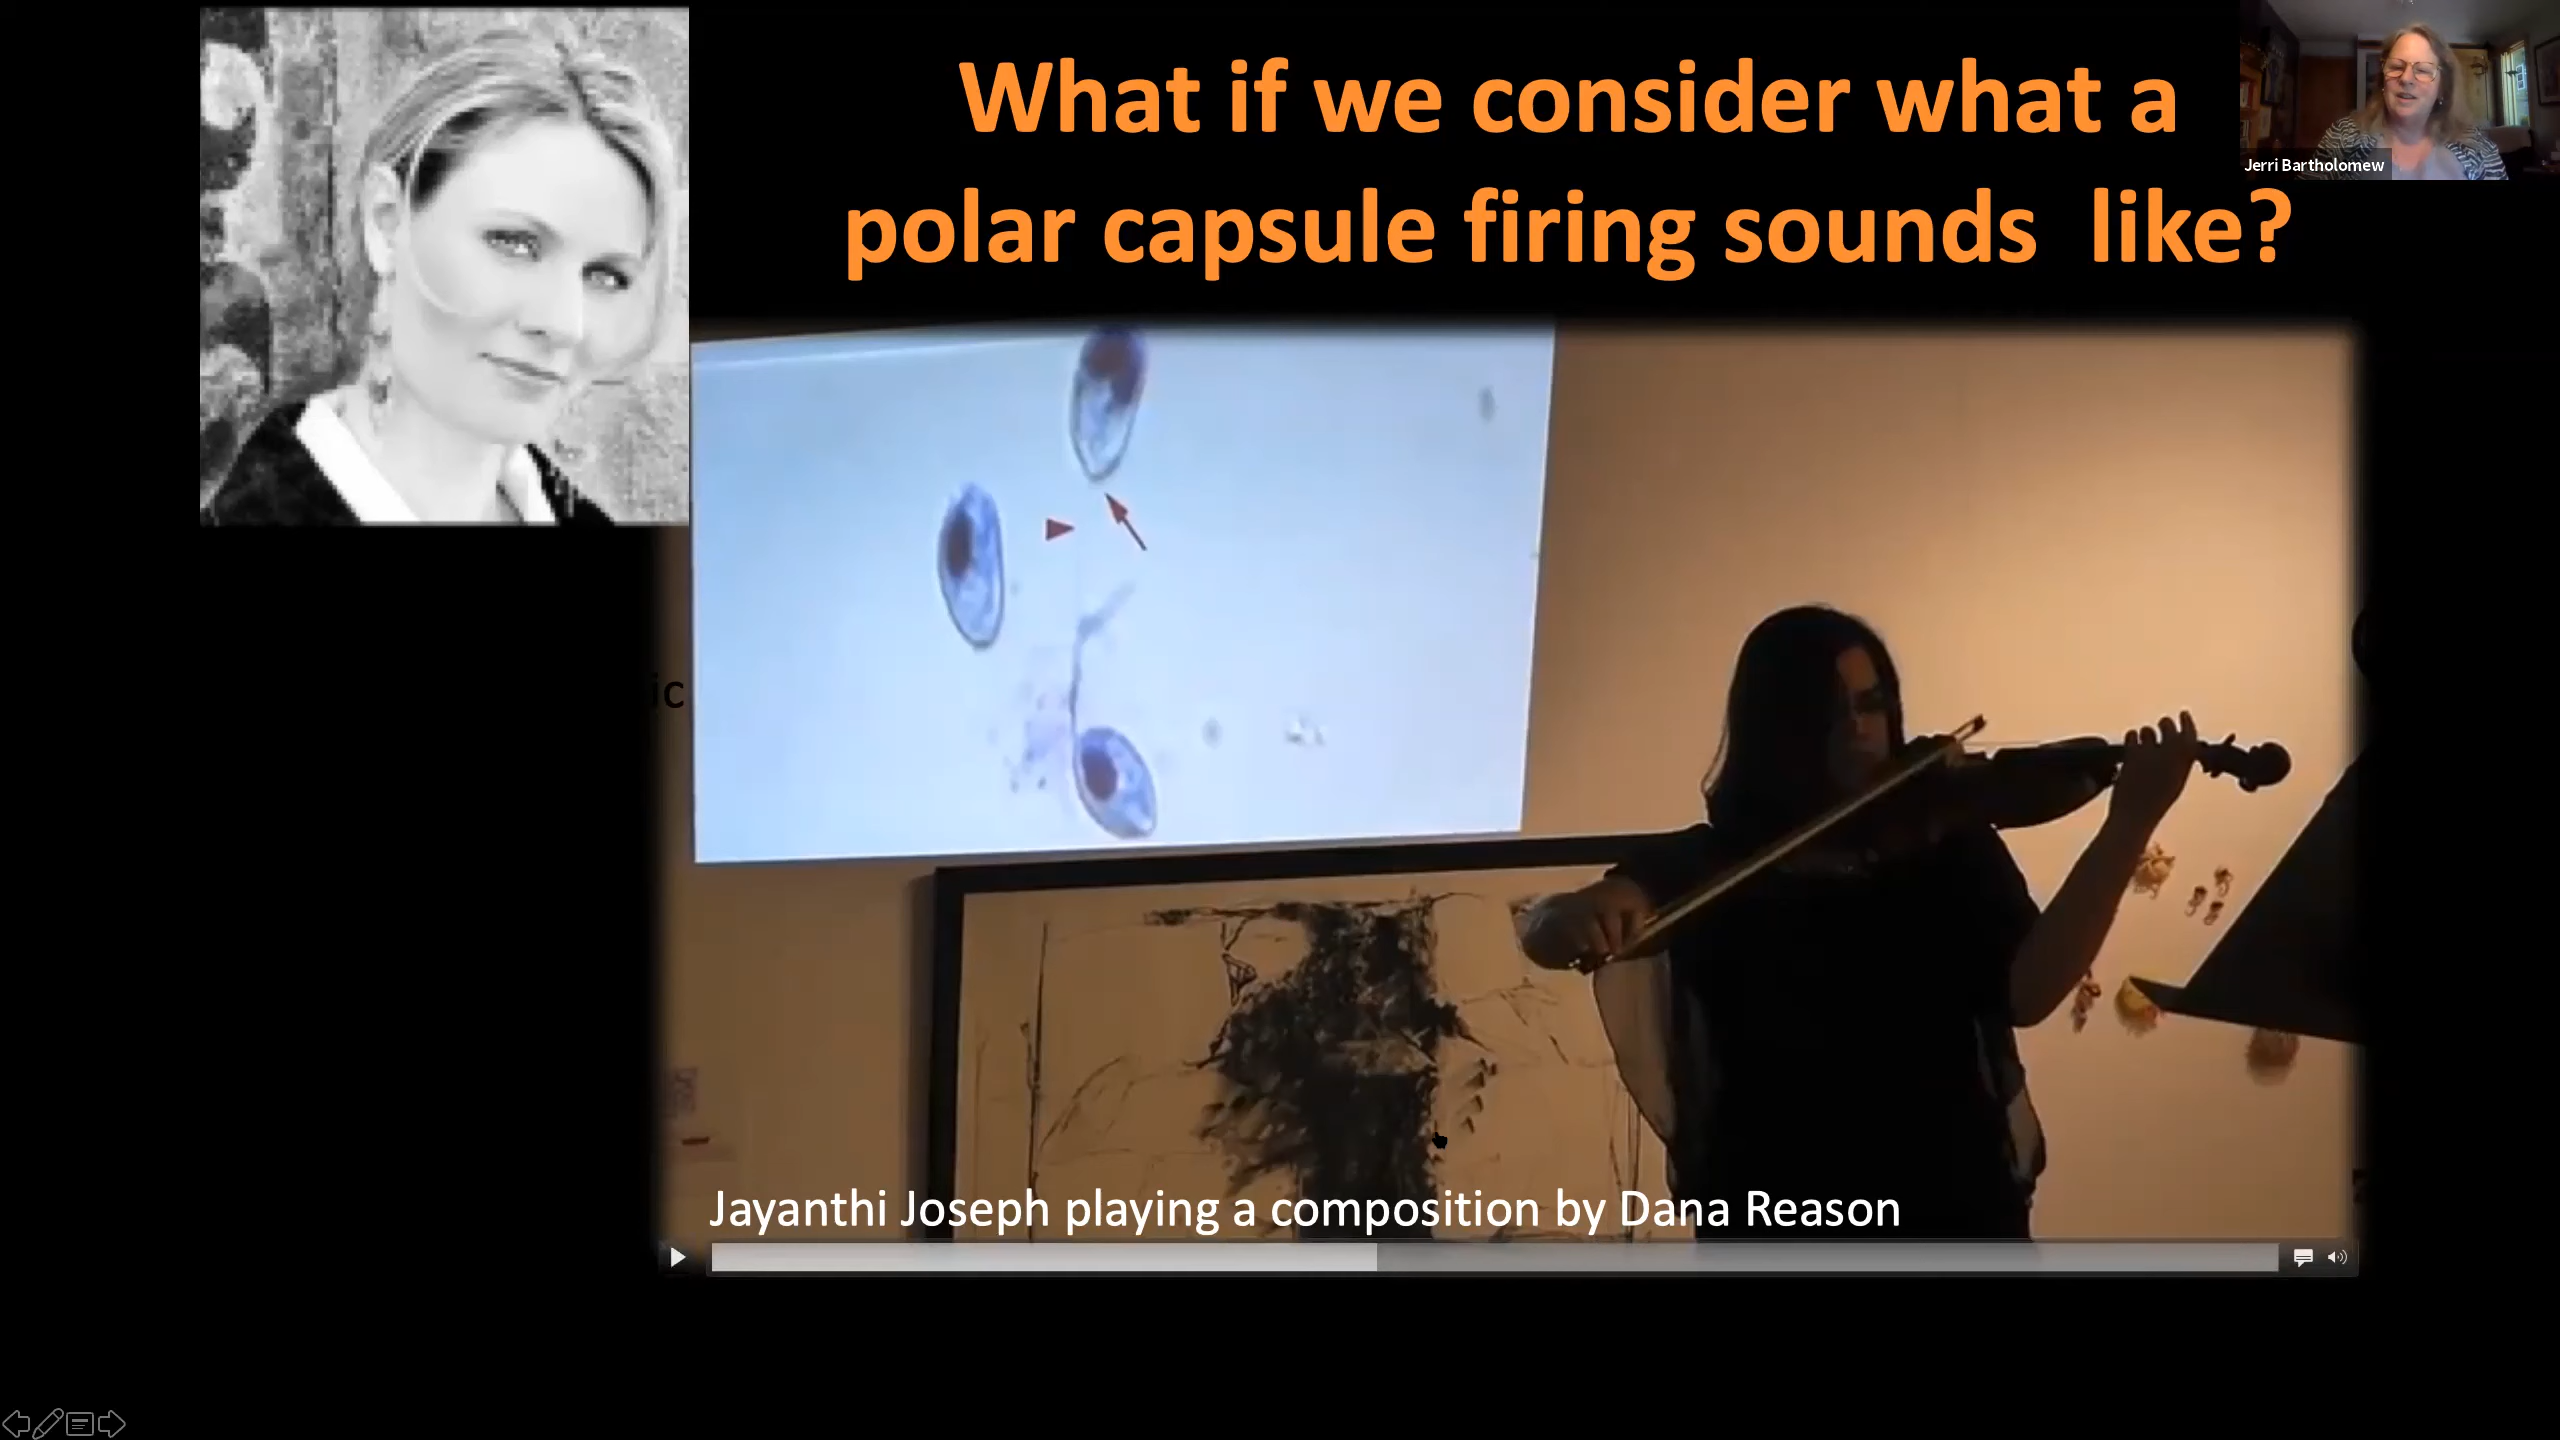 What if we consider what a
polar capsule firing sounds like?
Jerri Bartholomew
ic
Jayanthi Joseph playing a composition by Dana Reason